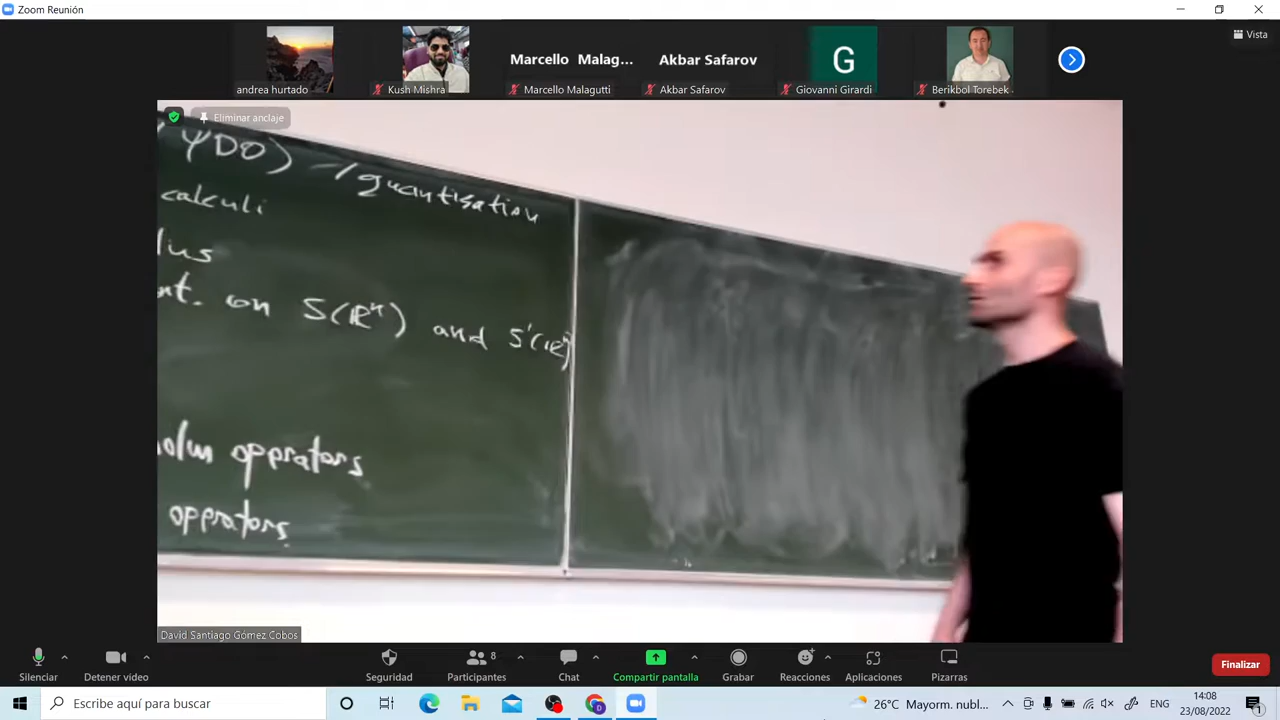 Zoom Reunión
Vista
Marcello Malag...
Akbar Safarov
G
andrea hurtado
Kush Mishra
Marcello Malagutti
Akbar Safarov
Giovanni Girardi
Berikbol Torebek
Eliminar anclaje
ΨDO) - / quantisation
calculi
lus
nt. on S(ℝⁿ) and S'(ℝⁿ)
olm opprators
opprators
David Santiago Gómez Cobos
Silenciar
Detener video
Seguridad
8
Participantes
Chat
Compartir pantalla
Grabar
Reacciones
Aplicaciones
Pizarras
Finalizar
Escribe aquí para buscar
26°C Mayorm. nubl...
ENG
14:08
23/08/2022
1